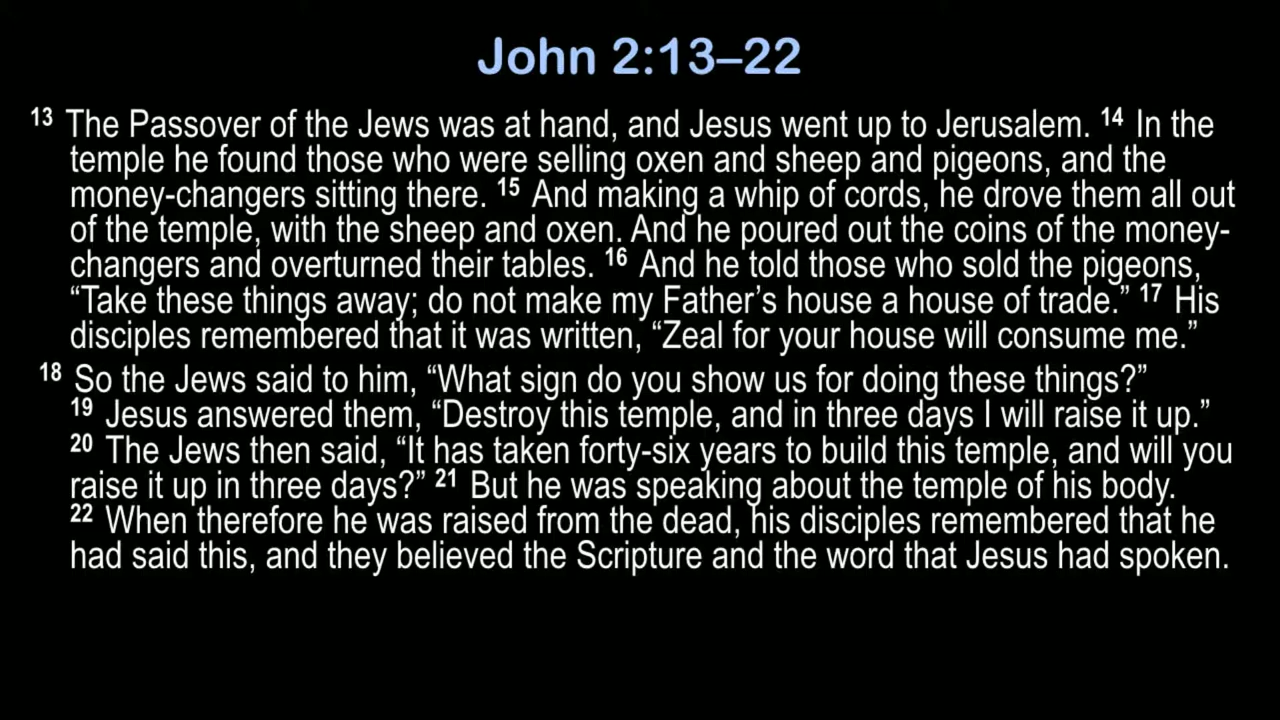 John 2:13–22
13 The Passover of the Jews was at hand, and Jesus went up to Jerusalem. 14 In the
temple he found those who were selling oxen and sheep and pigeons, and the
money-changers sitting there. 15 And making a whip of cords, he drove them all out
of the temple, with the sheep and oxen. And he poured out the coins of the money-
changers and overturned their tables. 16 And he told those who sold the pigeons,
“Take these things away; do not make my Father’s house a house of trade.” 17 His
disciples remembered that it was written, “Zeal for your house will consume me.”
18 So the Jews said to him, “What sign do you show us for doing these things?”
19 Jesus answered them, “Destroy this temple, and in three days I will raise it up.”
20 The Jews then said, “It has taken forty-six years to build this temple, and will you
raise it up in three days?” 21 But he was speaking about the temple of his body.
22 When therefore he was raised from the dead, his disciples remembered that he
had said this, and they believed the Scripture and the word that Jesus had spoken.